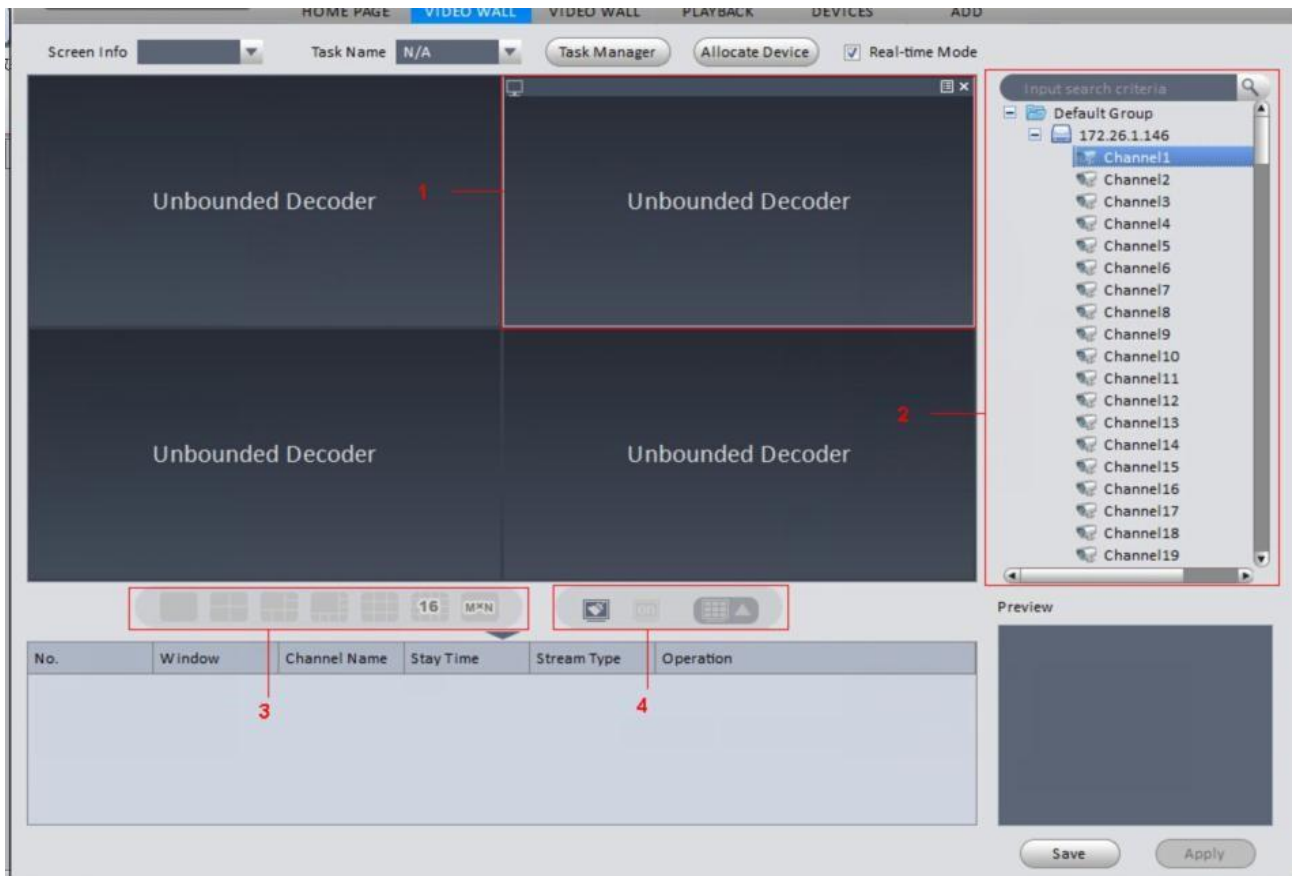 HOME PAGE VIDEO WALL VIDEO WALL PLAYBACK DEVICES ADD
Screen Info Task Name N/A Task Manager Allocate Device Real-time Mode
Input search criteria
Default Group
172.26.1.146
Channel1
Channel2
Channel3
Channel4
Channel5
Channel6
Channel7
Channel8
Channel9
Channel10
Channel11
Channel12
Channel13
Channel14
Channel15
Channel16
Channel17
Channel18
Channel19
Unbounded Decoder 1 Unbounded Decoder
2
Unbounded Decoder Unbounded Decoder
16 M×N on
Preview
No. Window Channel Name Stay Time Stream Type Operation
3 4
Save Apply